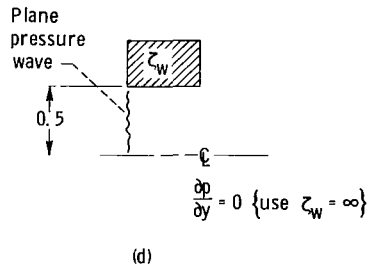 Plane
pressure
wave
ζw
0.5
℄
∂p/∂y = 0 {use ζw = ∞}
(d)